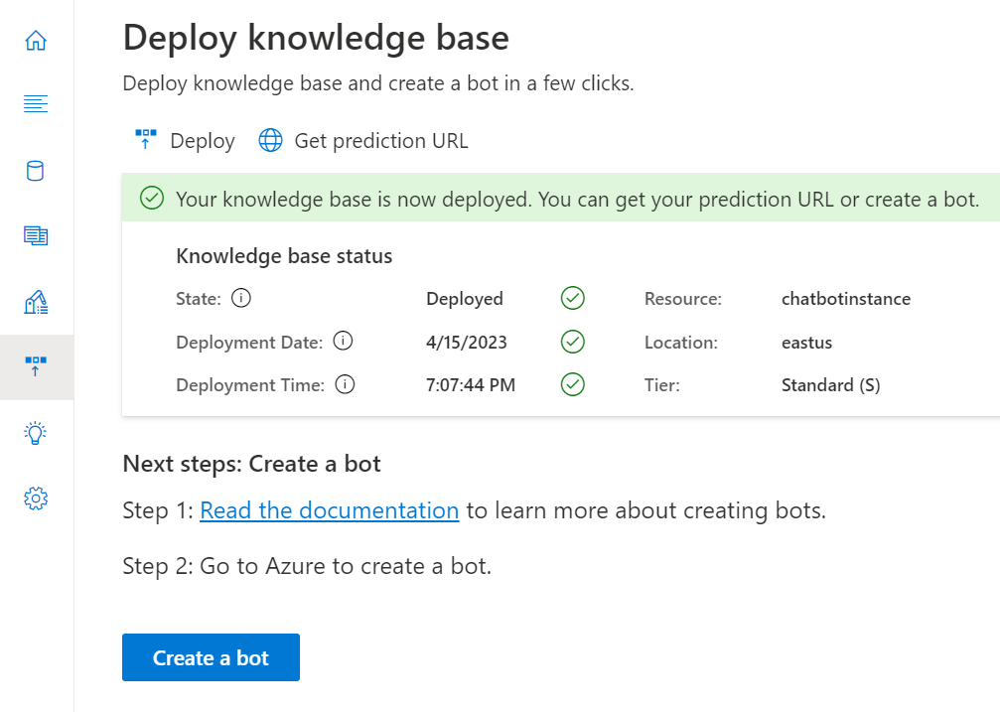 Deploy knowledge base
Deploy knowledge base and create a bot in a few clicks.
Deploy Get prediction URL
Your knowledge base is now deployed. You can get your prediction URL or create a bot.
Knowledge base status
State: Deployed Resource: chatbotinstance
Deployment Date: 4/15/2023 Location: eastus
Deployment Time: 7:07:44 PM Tier: Standard (S)
Next steps: Create a bot
Step 1: Read the documentation to learn more about creating bots.
Step 2: Go to Azure to create a bot.
Create a bot